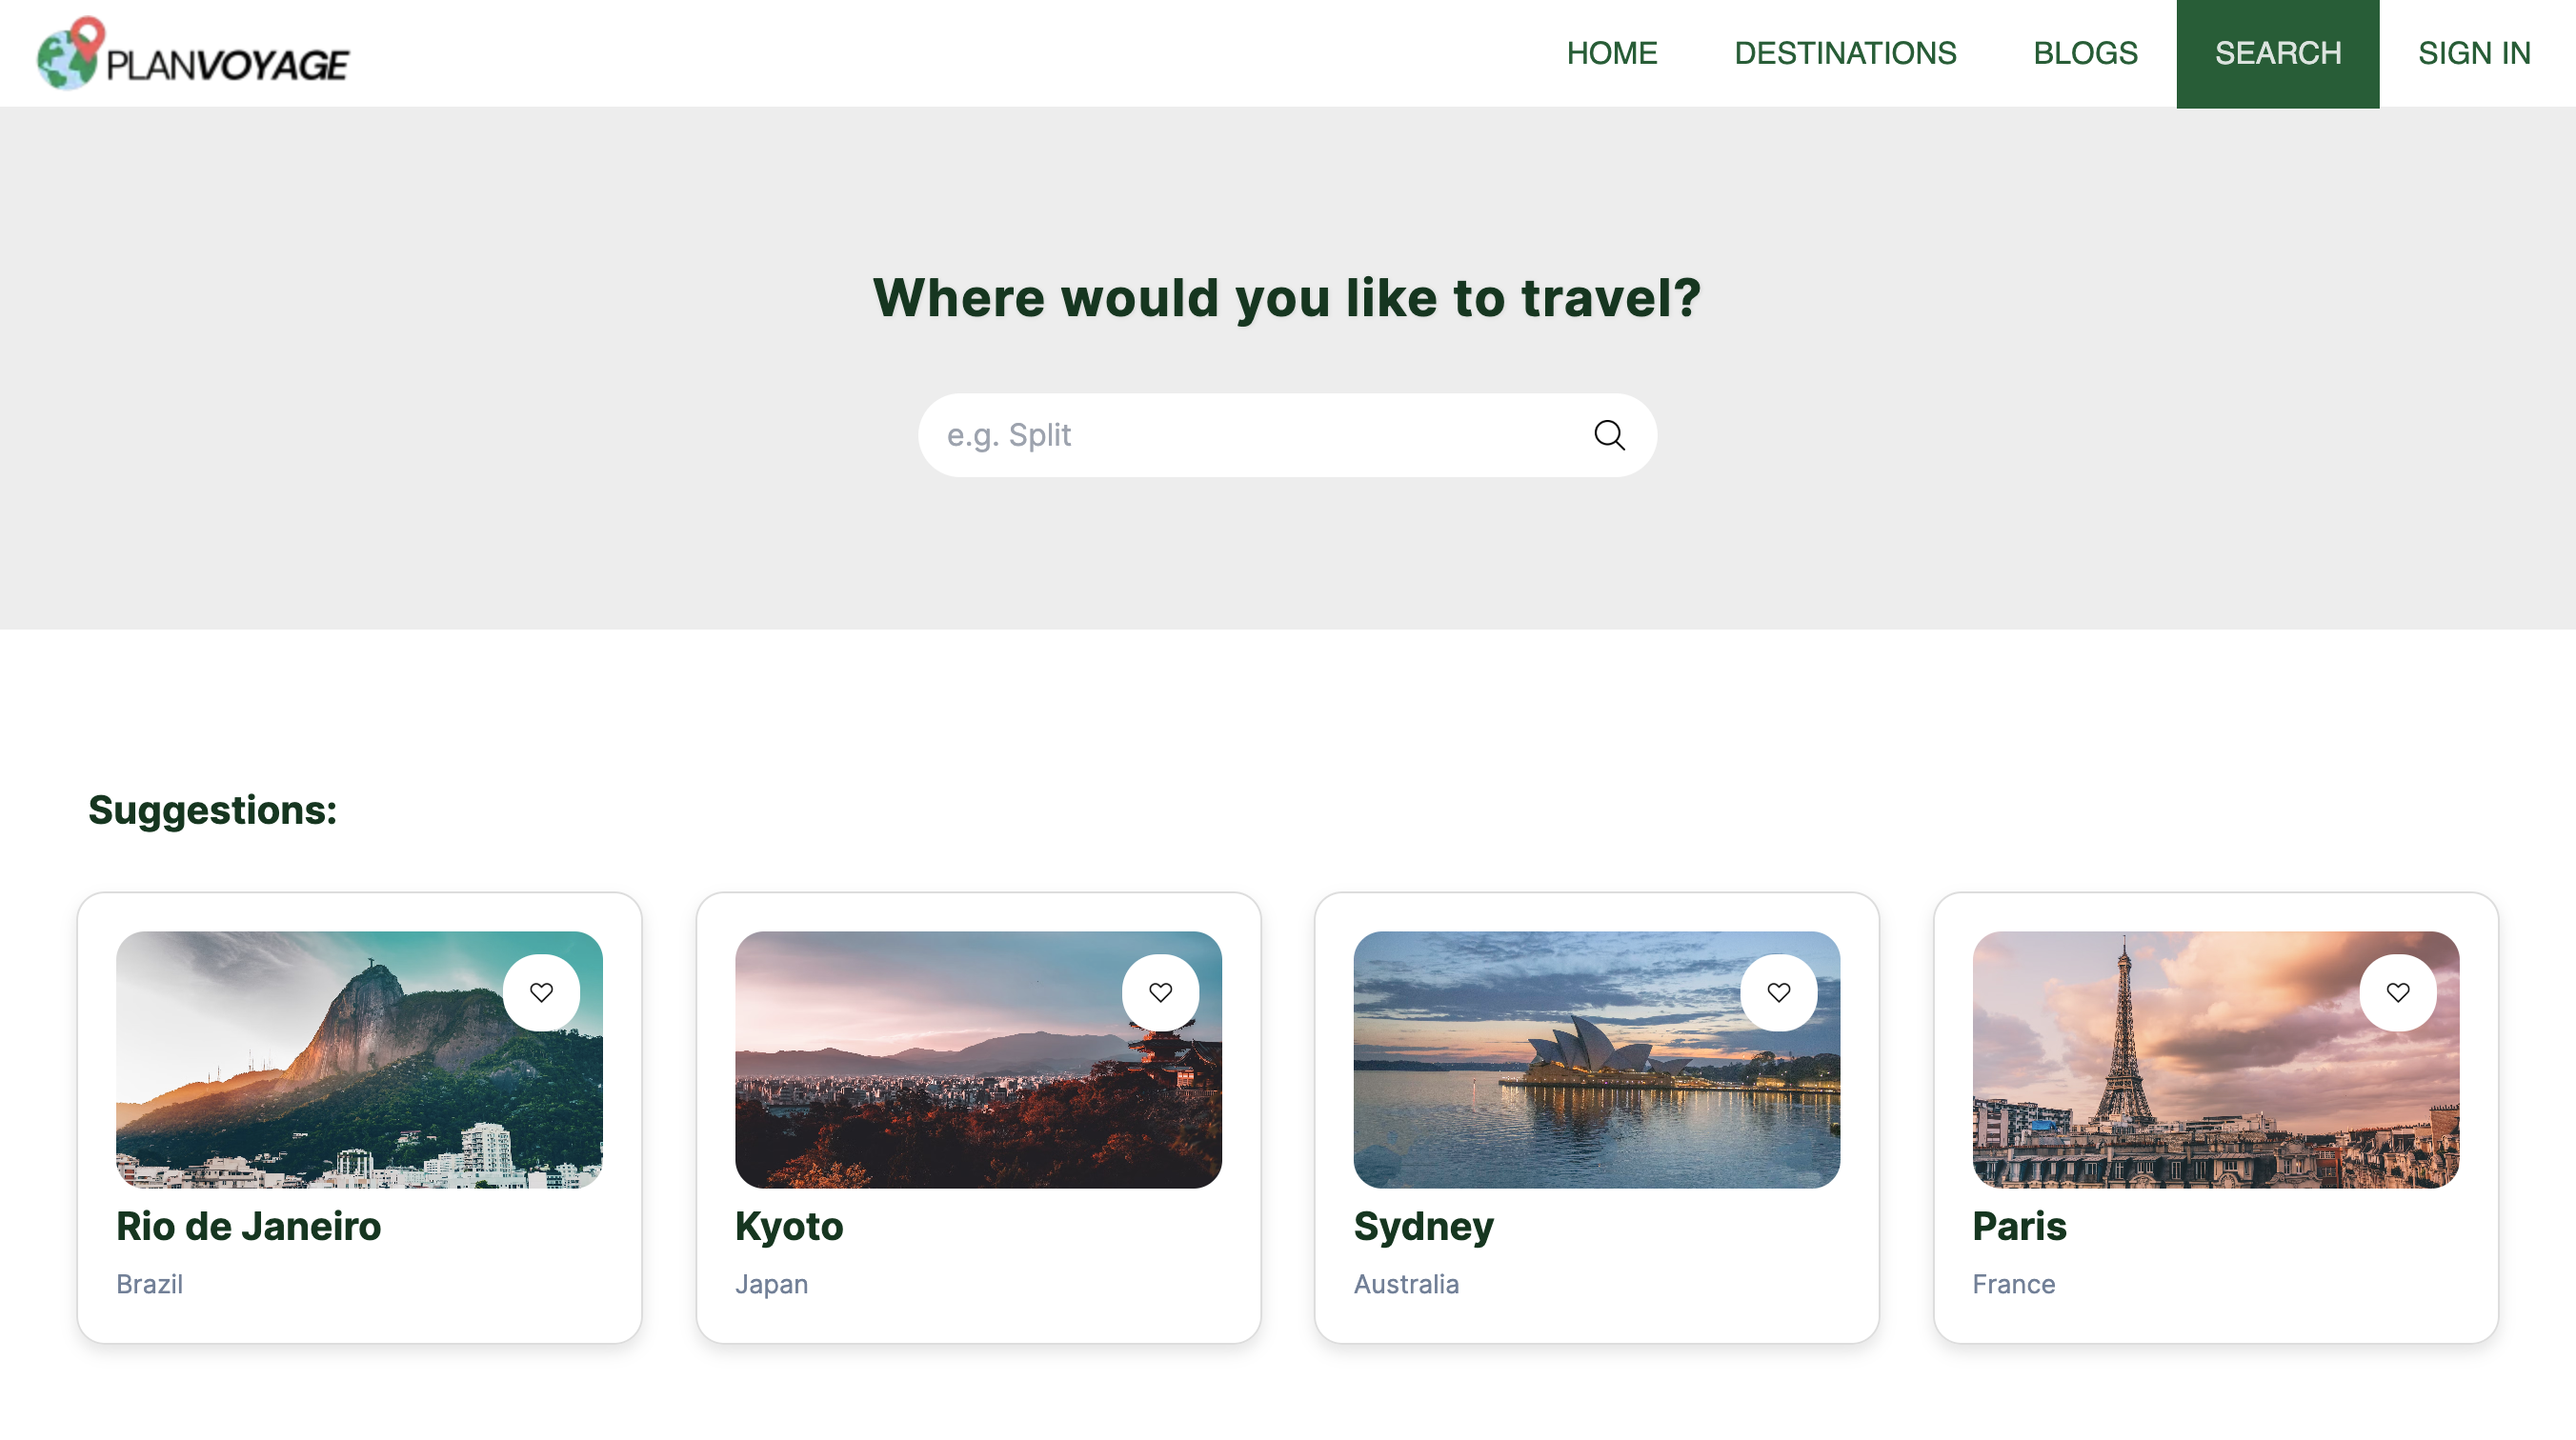 PLANVOYAGE
HOME DESTINATIONS BLOGS SEARCH SIGN IN
Where would you like to travel?
e.g. Split
Suggestions:
Rio de Janeiro
Brazil
Kyoto
Japan
Sydney
Australia
Paris
France